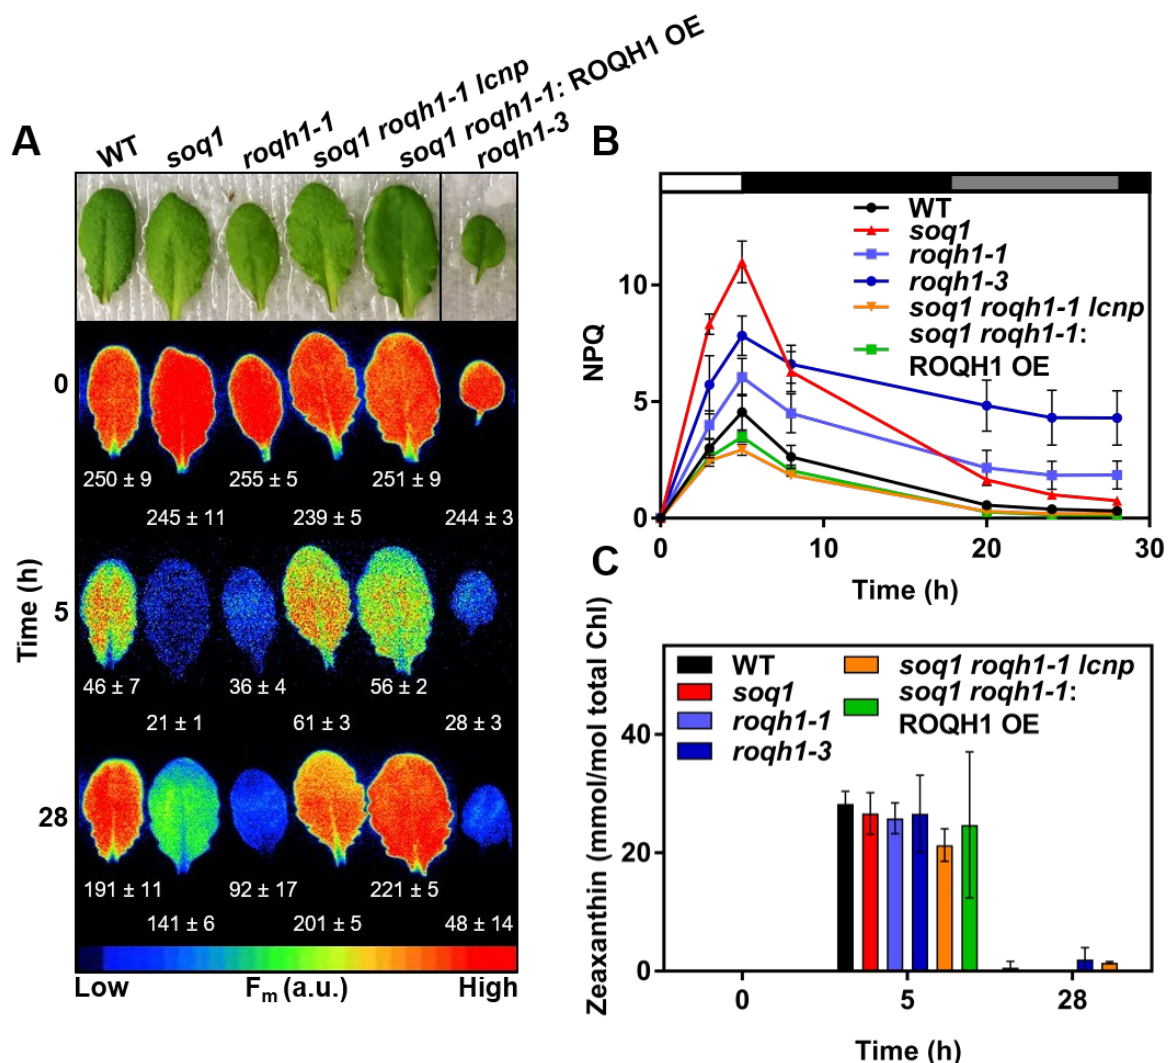 A
WT
soq1
roqh1-1
soq1 roqh1-1 lcnp
soq1 roqh1-1: ROQH1 OE
roqh1-3
Time (h)
0
250 ± 9
255 ± 5
251 ± 9
245 ± 11
239 ± 5
244 ± 3
5
46 ± 7
36 ± 4
56 ± 2
21 ± 1
61 ± 3
28 ± 3
28
191 ± 11
92 ± 17
221 ± 5
141 ± 6
201 ± 5
48 ± 14
Low
Fm (a.u.)
High
B
NPQ
10
5
0
0
10
20
30
Time (h)
WT
soq1
roqh1-1
roqh1-3
soq1 roqh1-1 lcnp
soq1 roqh1-1:
ROQH1 OE
C
Zeaxanthin (mmol/mol total Chl)
40
20
0
0
5
28
Time (h)
WT
soq1
roqh1-1
roqh1-3
soq1 roqh1-1 lcnp
soq1 roqh1-1:
ROQH1 OE